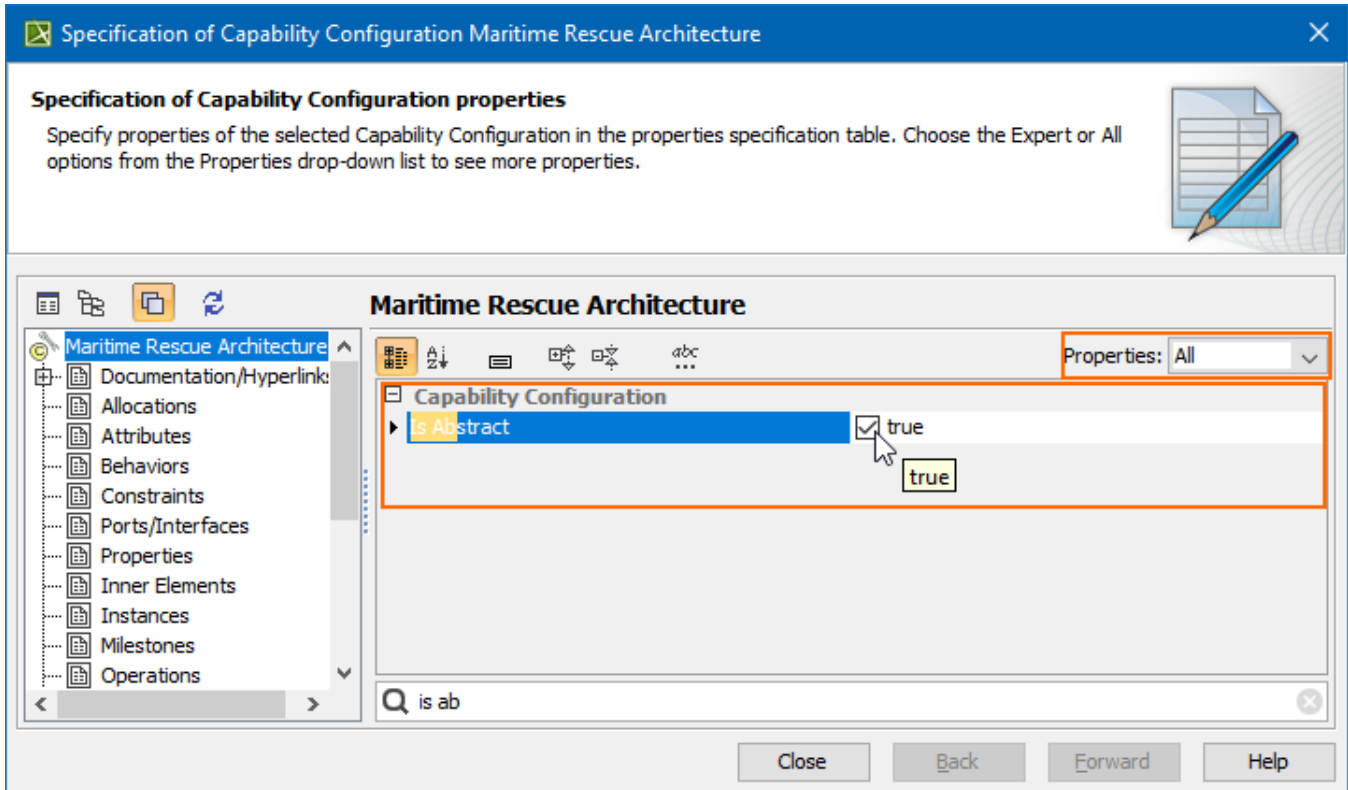 Specification of Capability Configuration Maritime Rescue Architecture
Specification of Capability Configuration properties
Specify properties of the selected Capability Configuration in the properties specification table. Choose the Expert or All
options from the Properties drop-down list to see more properties.
Maritime Rescue Architecture
Maritime Rescue Architecture
Documentation/Hyperlinks
Allocations
Attributes
Behaviors
Constraints
Ports/Interfaces
Properties
Inner Elements
Instances
Milestones
Operations
A
Z
abc
...
Properties: All
Capability Configuration
Is Abstract true
true
is ab
Close Back Forward Help